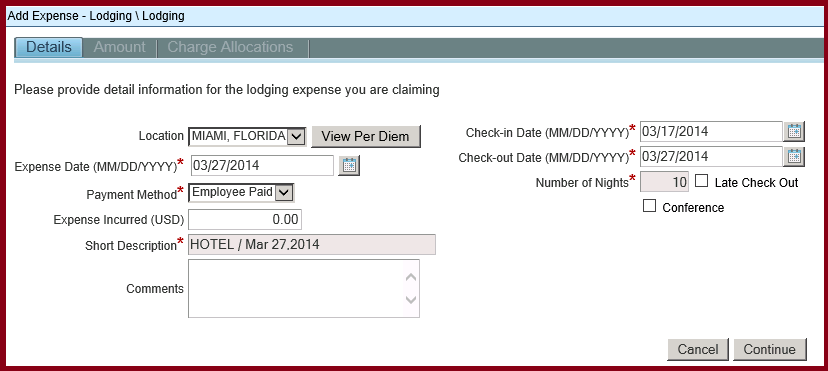 Add Expense - Lodging \ Lodging
Details Amount Charge Allocations
Please provide detail information for the lodging expense you are claiming
Location MIAMI, FLORIDA View Per Diem
Expense Date (MM/DD/YYYY)* 03/27/2014
Payment Method* Employee Paid
Expense Incurred (USD) 0.00
Short Description* HOTEL / Mar 27,2014
Comments
Check-in Date (MM/DD/YYYY)* 03/17/2014
Check-out Date (MM/DD/YYYY)* 03/27/2014
Number of Nights* 10 Late Check Out
Conference
Cancel Continue